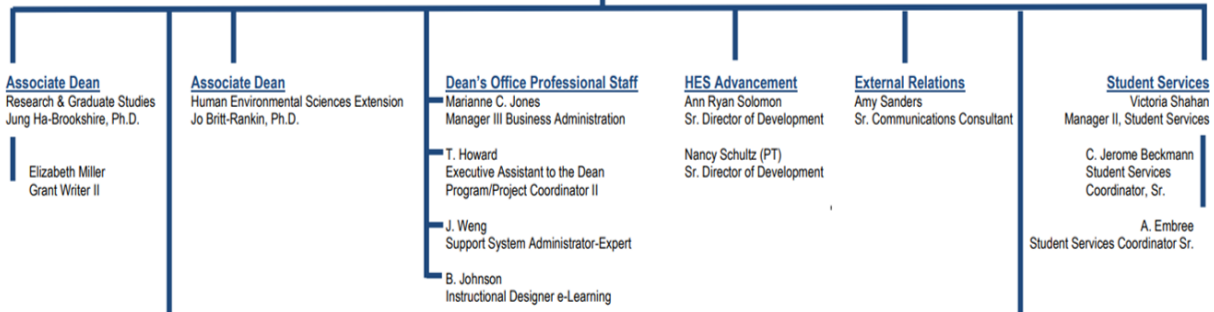 Associate Dean
Research & Graduate Studies
Jung Ha-Brookshire, Ph.D.
Elizabeth Miller
Grant Writer II
Associate Dean
Human Environmental Sciences Extension
Jo Britt-Rankin, Ph.D.
Dean's Office Professional Staff
Marianne C. Jones
Manager III Business Administration
T. Howard
Executive Assistant to the Dean
Program/Project Coordinator II
J. Weng
Support System Administrator-Expert
B. Johnson
Instructional Designer e-Learning
HES Advancement
Ann Ryan Solomon
Sr. Director of Development
Nancy Schultz (PT)
Sr. Director of Development
External Relations
Amy Sanders
Sr. Communications Consultant
Student Services
Victoria Shahan
Manager II, Student Services
C. Jerome Beckmann
Student Services
Coordinator, Sr.
A. Embree
Student Services Coordinator Sr.